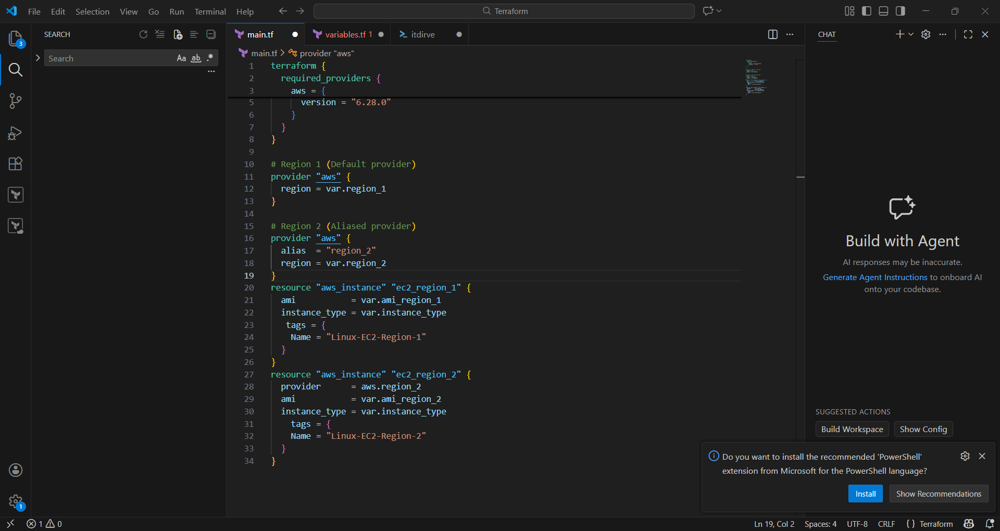 File Edit Selection View Go Run Terminal Help
Terraform
3
SEARCH
Search
Aa ab .*
main.tf
variables.tf 1
itdirve
main.tf > provider "aws"
1 terraform {
2 required_providers {
3 aws = {
5 version = "6.28.0"
6 }
7 }
8 }
9
10 # Region 1 (Default provider)
11 provider "aws" {
12 region = var.region_1
13 }
14
15 # Region 2 (Aliased provider)
16 provider "aws" {
17 alias  = "region_2"
18 region = var.region_2
19 }
20 resource "aws_instance" "ec2_region_1" {
21 ami           = var.ami_region_1
22 instance_type = var.instance_type
23 tags = {
24 Name = "Linux-EC2-Region-1"
25 }
26 }
27 resource "aws_instance" "ec2_region_2" {
28 provider      = aws.region_2
29 ami           = var.ami_region_2
30 instance_type = var.instance_type
31 tags = {
32 Name = "Linux-EC2-Region-2"
33 }
34 }
CHAT
Build with Agent
AI responses may be inaccurate.
Generate Agent Instructions to onboard AI
onto your codebase.
SUGGESTED ACTIONS
Build Workspace
Show Config
Do you want to install the recommended 'PowerShell'
extension from Microsoft for the PowerShell language?
Install
Show Recommendations
1
1 0
Ln 19, Col 2
Spaces: 4
UTF-8
CRLF
{ } Terraform